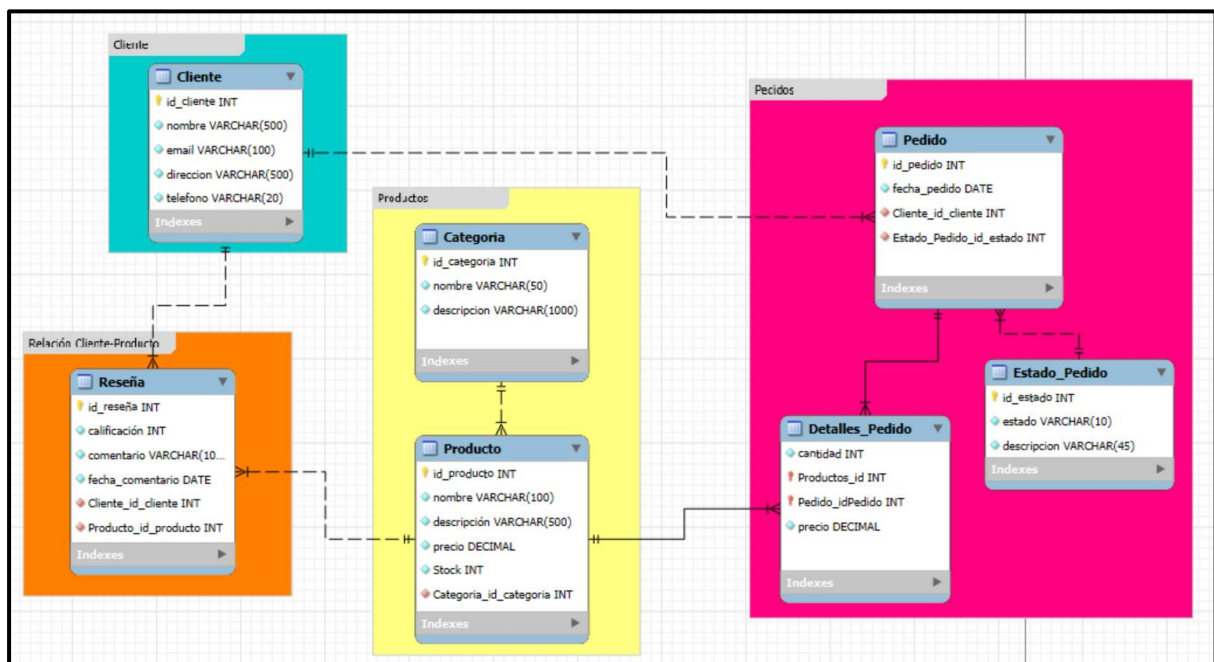 Cliente
Cliente
id_cliente INT
nombre VARCHAR(500)
email VARCHAR(100)
direccion VARCHAR(500)
telefono VARCHAR(20)
Indexes
Relación Cliente-Producto
Reseña
id_reseña INT
calificación INT
comentario VARCHAR(10...
fecha_comentario DATE
Cliente_id_cliente INT
Producto_id_producto INT
Indexes
Productos
Categoria
id_categoria INT
nombre VARCHAR(50)
descripcion VARCHAR(1000)
Indexes
Producto
id_producto INT
nombre VARCHAR(100)
descripción VARCHAR(500)
precio DECIMAL
Stock INT
Categoria_id_categoria INT
Indexes
Pecidos
Pedido
id_pedido INT
fecha_pedido DATE
Cliente_id_cliente INT
Estado_Pedido_id_estado INT
Indexes
Estado_Pedido
id_estado INT
estado VARCHAR(10)
descripcion VARCHAR(45)
Indexes
Detalles_Pedido
cantidad INT
Productos_id INT
Pedido_idPedido INT
precio DECIMAL
Indexes